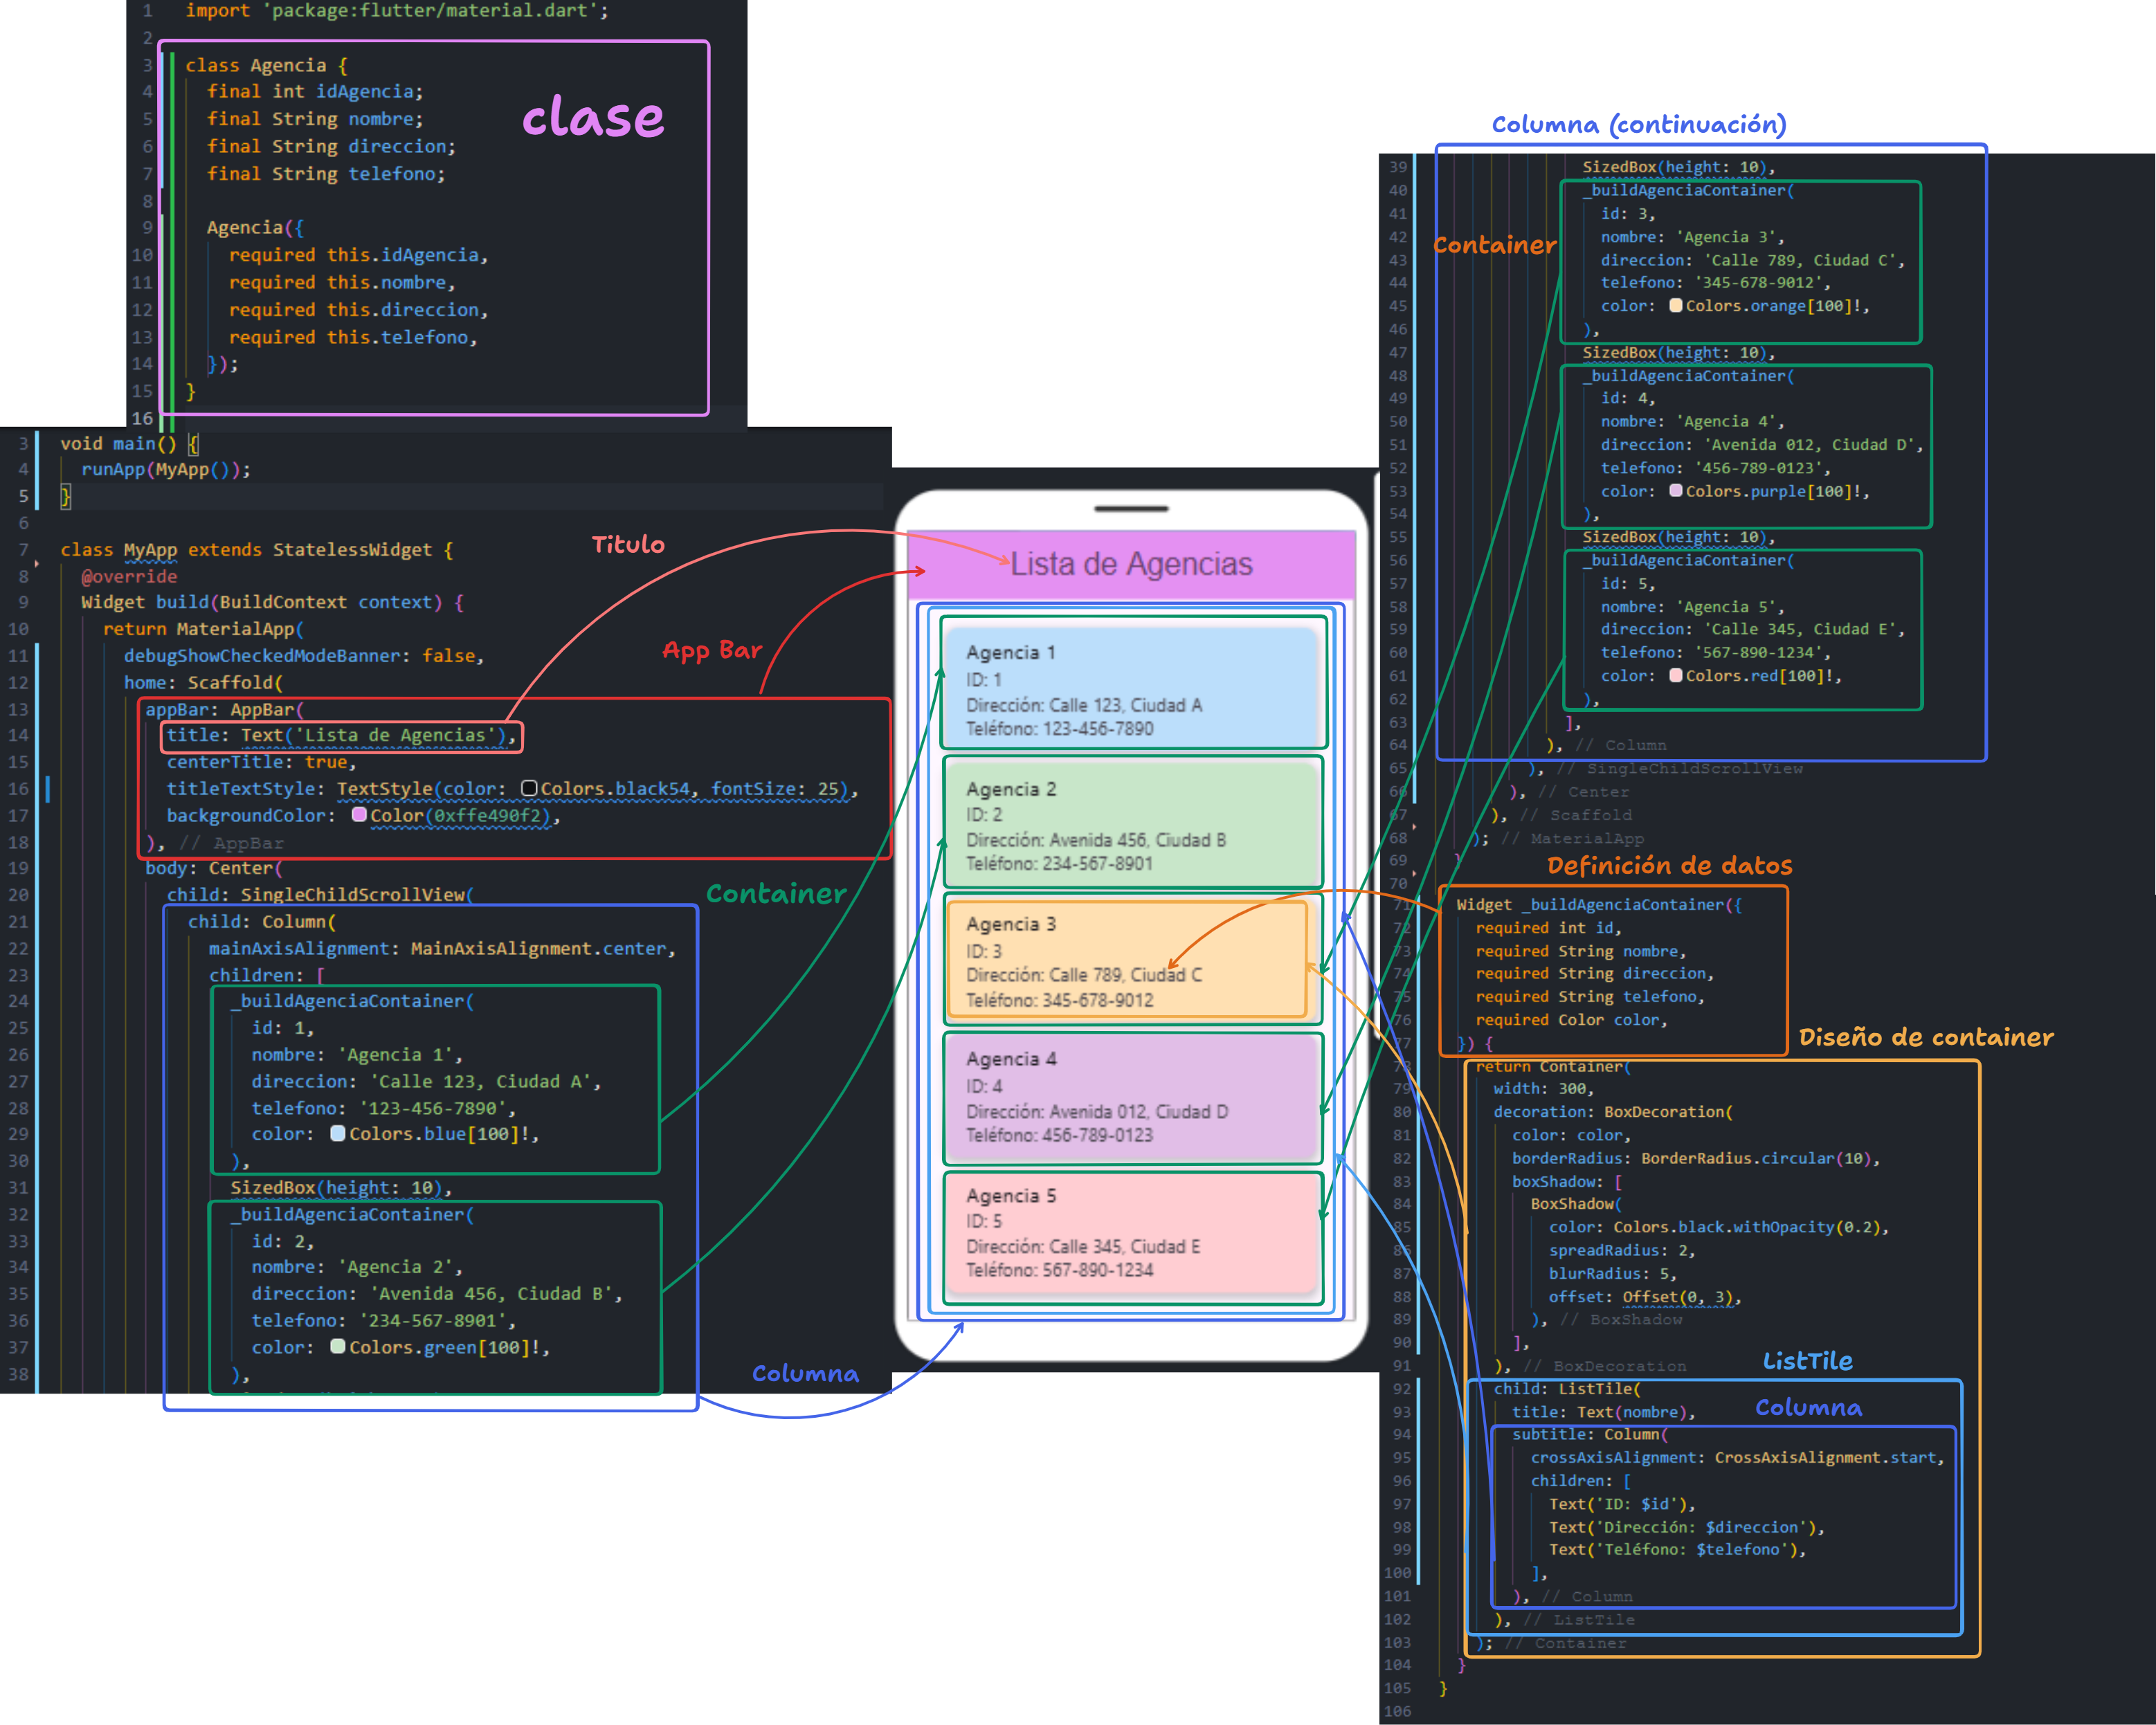 1 import 'package:flutter/material.dart';
2
3 class Agencia {
4 final int idAgencia;
5 final String nombre;
6 final String direccion;
7 final String telefono;
8
9 Agencia({
10 required this.idAgencia,
11 required this.nombre,
12 required this.direccion,
13 required this.telefono,
14 });
15 }
16
clase
3 void main() {
4 runApp(MyApp());
5 }
6
7 class MyApp extends StatelessWidget {
8 @override
9 Widget build(BuildContext context) {
10 return MaterialApp(
11 debugShowCheckedModeBanner: false,
12 home: Scaffold(
13 appBar: AppBar(
14 title: Text('Lista de Agencias'),
15 centerTitle: true,
16 titleTextStyle: TextStyle(color: Colors.black54, fontSize: 25),
17 backgroundColor: Color(0xffe490f2),
18 ), // AppBar
19 body: Center(
20 child: SingleChildScrollView(
21 child: Column(
22 mainAxisAlignment: MainAxisAlignment.center,
23 children: [
24 _buildAgenciaContainer(
25 id: 1,
26 nombre: 'Agencia 1',
27 direccion: 'Calle 123, Ciudad A',
28 telefono: '123-456-7890',
29 color: Colors.blue[100]!,
30 ),
31 SizedBox(height: 10),
32 _buildAgenciaContainer(
33 id: 2,
34 nombre: 'Agencia 2',
35 direccion: 'Avenida 456, Ciudad B',
36 telefono: '234-567-8901',
37 color: Colors.green[100]!,
38 ),
Titulo
App Bar
Container
Columna
Lista de Agencias
Agencia 1
ID: 1
Dirección: Calle 123, Ciudad A
Teléfono: 123-456-7890
Agencia 2
ID: 2
Dirección: Avenida 456, Ciudad B
Teléfono: 234-567-8901
Agencia 3
ID: 3
Dirección: Calle 789, Ciudad C
Teléfono: 345-678-9012
Agencia 4
ID: 4
Dirección: Avenida 012, Ciudad D
Teléfono: 456-789-0123
Agencia 5
ID: 5
Dirección: Calle 345, Ciudad E
Teléfono: 567-890-1234
Columna (continuación)
39 SizedBox(height: 10),
40 _buildAgenciaContainer(
41 id: 3,
42 nombre: 'Agencia 3',
Container
43 direccion: 'Calle 789, Ciudad C',
44 telefono: '345-678-9012',
45 color: Colors.orange[100]!,
46 ),
47 SizedBox(height: 10),
48 _buildAgenciaContainer(
49 id: 4,
50 nombre: 'Agencia 4',
51 direccion: 'Avenida 012, Ciudad D',
52 telefono: '456-789-0123',
53 color: Colors.purple[100]!,
54 ),
55 SizedBox(height: 10),
56 _buildAgenciaContainer(
57 id: 5,
58 nombre: 'Agencia 5',
59 direccion: 'Calle 345, Ciudad E',
60 telefono: '567-890-1234',
61 color: Colors.red[100]!,
62 ),
63 ],
64 ), // Column
65 ), // SingleChildScrollView
66 ), // Center
67 ), // Scaffold
68 ); // MaterialApp
69 }
Definición de datos
70
71 Widget _buildAgenciaContainer({
72 required int id,
73 required String nombre,
74 required String direccion,
75 required String telefono,
76 required Color color,
77 }) {
Diseño de container
78 return Container(
79 width: 300,
80 decoration: BoxDecoration(
81 color: color,
82 borderRadius: BorderRadius.circular(10),
83 boxShadow: [
84 BoxShadow(
85 color: Colors.black.withOpacity(0.2),
86 spreadRadius: 2,
87 blurRadius: 5,
88 offset: Offset(0, 3),
89 ), // BoxShadow
90 ],
91 ), // BoxDecoration
ListTile
92 child: ListTile(
93 title: Text(nombre),
Columna
94 subtitle: Column(
95 crossAxisAlignment: CrossAxisAlignment.start,
96 children: [
97 Text('ID: $id'),
98 Text('Dirección: $direccion'),
99 Text('Teléfono: $telefono'),
100 ],
101 ), // Column
102 ), // ListTile
103 ); // Container
104 }
105 }
106